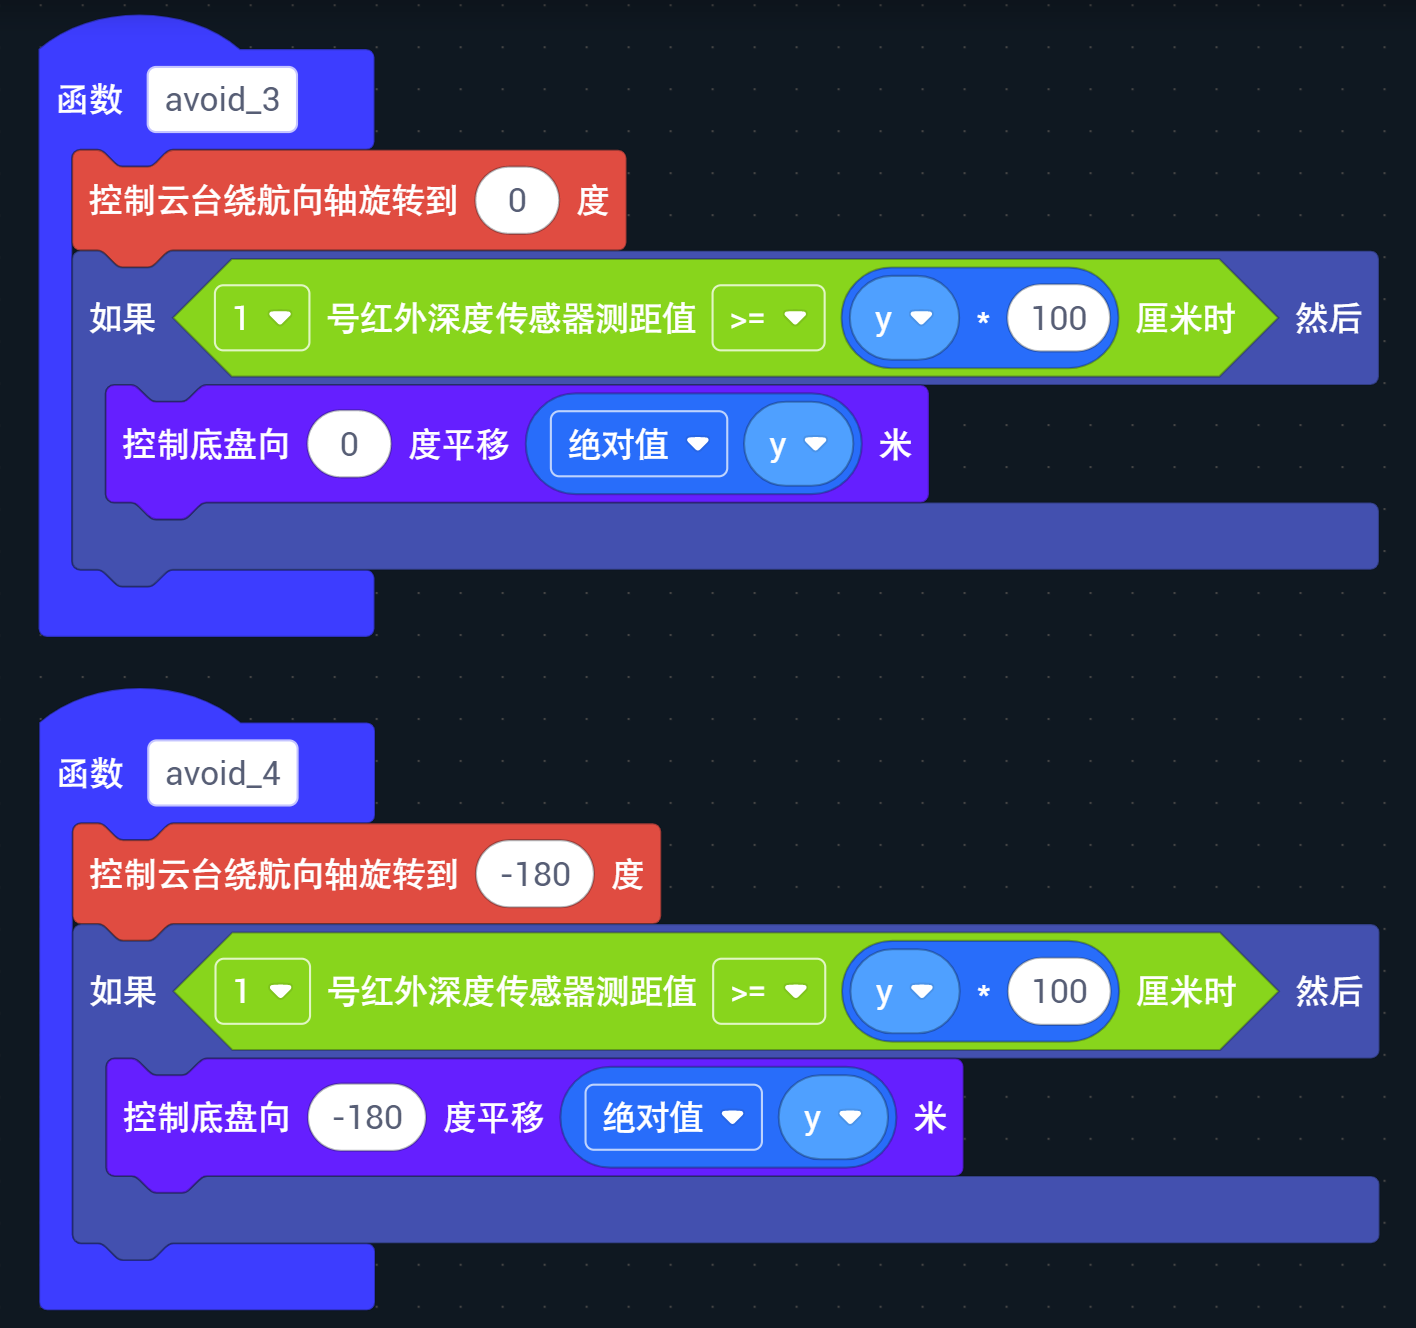 函数 avoid_3
控制云台绕航向轴旋转到 0 度
如果 1 号红外深度传感器测距值 >= y * 100 厘米时 然后
控制底盘向 0 度平移 绝对值 y 米
函数 avoid_4
控制云台绕航向轴旋转到 -180 度
如果 1 号红外深度传感器测距值 >= y * 100 厘米时 然后
控制底盘向 -180 度平移 绝对值 y 米